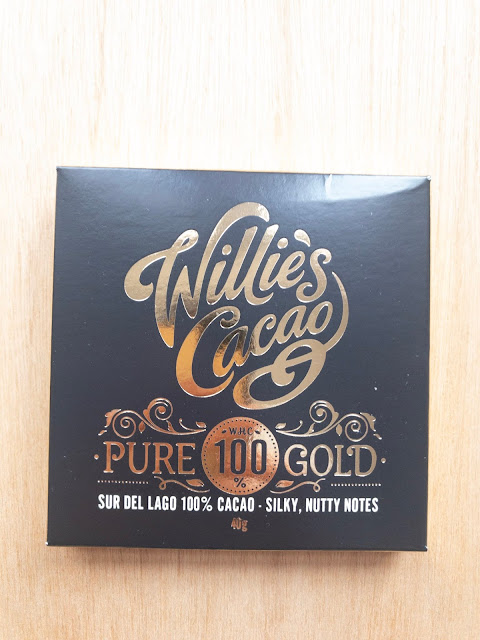 Willie's
Cacao
W.H.C
PURE 100 % GOLD
SUR DEL LAGO 100% CACAO - SILKY, NUTTY NOTES
40g